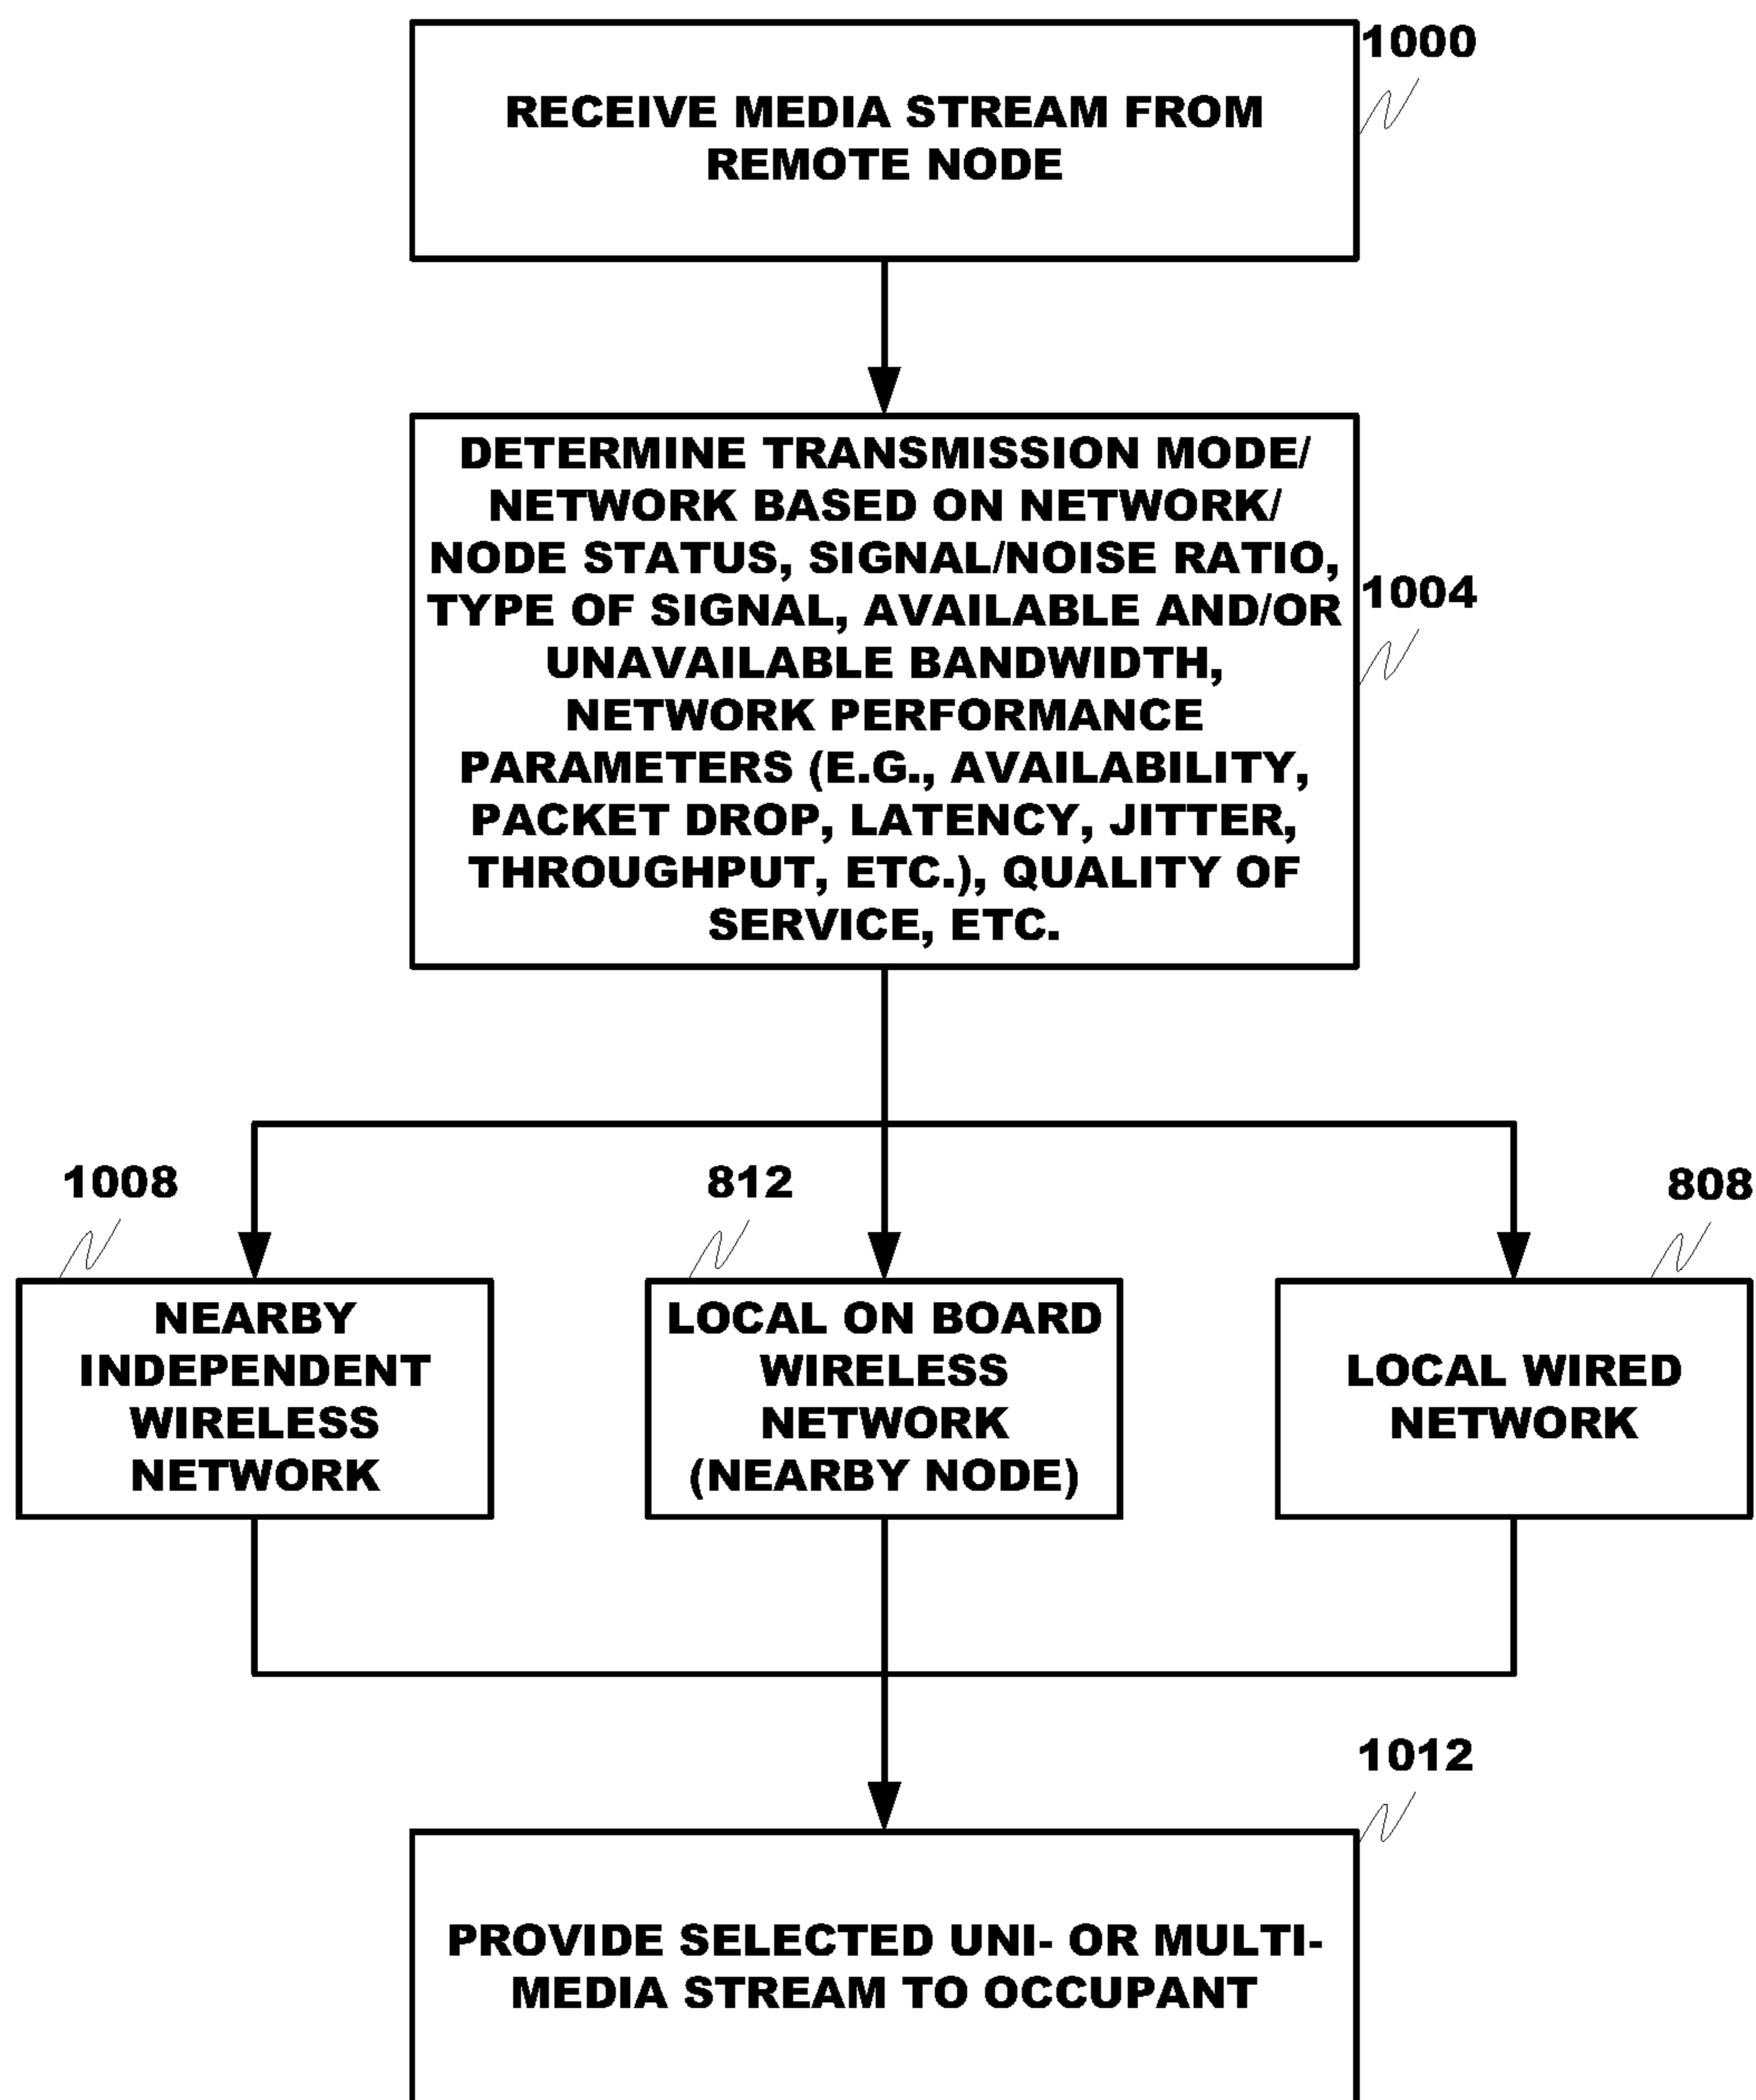 1000
RECEIVE MEDIA STREAM FROM
REMOTE NODE
DETERMINE TRANSMISSION MODE/
NETWORK BASED ON NETWORK/
NODE STATUS, SIGNAL/NOISE RATIO,
TYPE OF SIGNAL, AVAILABLE AND/OR
UNAVAILABLE BANDWIDTH,
NETWORK PERFORMANCE
PARAMETERS (E.G., AVAILABILITY,
PACKET DROP, LATENCY, JITTER,
THROUGHPUT, ETC.), QUALITY OF
SERVICE, ETC.
1004
1008
NEARBY
INDEPENDENT
WIRELESS
NETWORK
812
LOCAL ON BOARD
WIRELESS
NETWORK
(NEARBY NODE)
808
LOCAL WIRED
NETWORK
1012
PROVIDE SELECTED UNI- OR MULTI-
MEDIA STREAM TO OCCUPANT